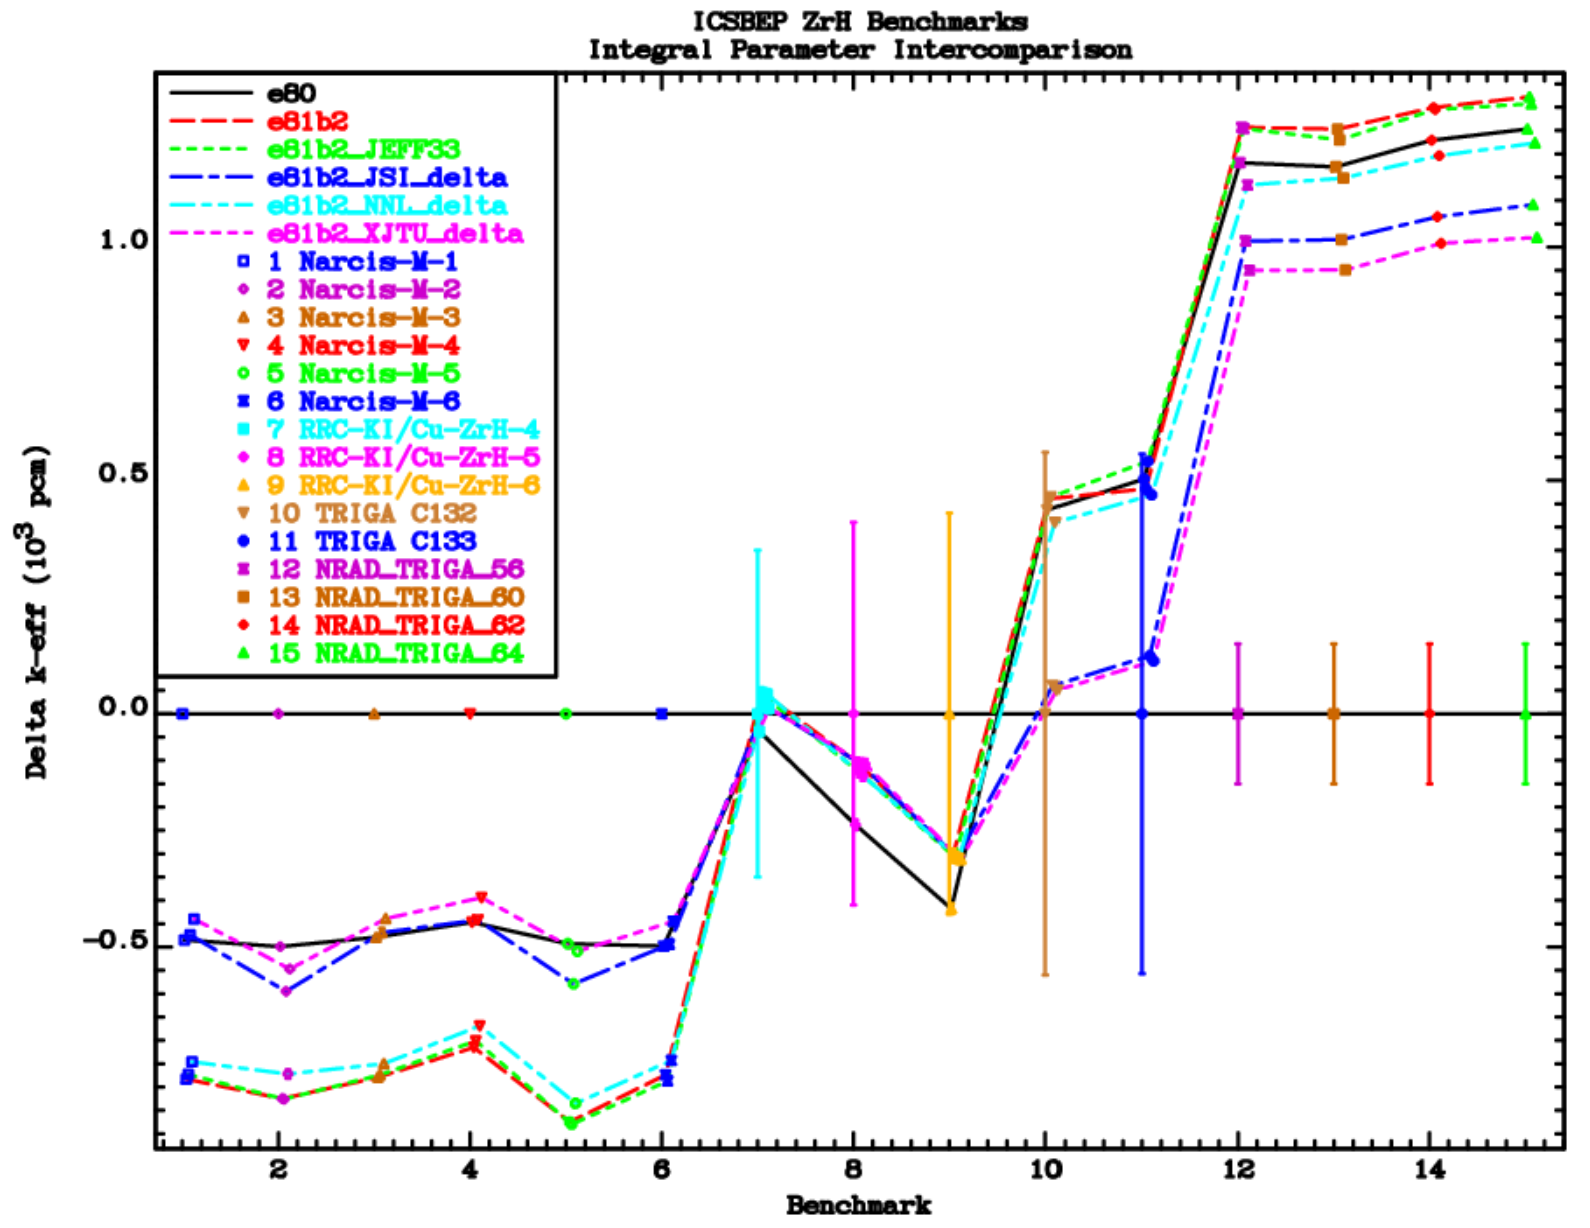 ICSBEP ZrH Benchmarks
Integral Parameter Intercomparison
e80
e81b2
e81b2_JEFF33
e81b2_JSI_delta
e81b2_NNL_delta
e81b2_XJTU_delta
1 Narcis-M-1
2 Narcis-M-2
3 Narcis-M-3
4 Narcis-M-4
5 Narcis-M-5
6 Narcis-M-6
7 RRC-KI/Cu-ZrH-4
8 RRC-KI/Cu-ZrH-5
9 RRC-KI/Cu-ZrH-6
10 TRIGA C132
11 TRIGA C133
12 NRAD_TRIGA_56
13 NRAD_TRIGA_60
14 NRAD_TRIGA_62
15 NRAD_TRIGA_64
Delta k-eff (10³ pcm)
1.0
0.5
0.0
-0.5
2 4 6 8 10 12 14
Benchmark